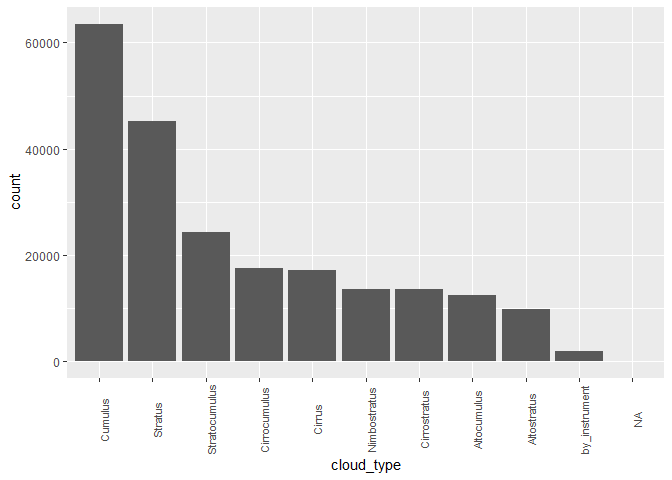 60000
40000
20000
0
count
Cumulus
Stratus
Stratocumulus
Cirrocumulus
Cirrus
Nimbostratus
Cirrostratus
Altocumulus
Altostratus
by_instrument
NA
cloud_type